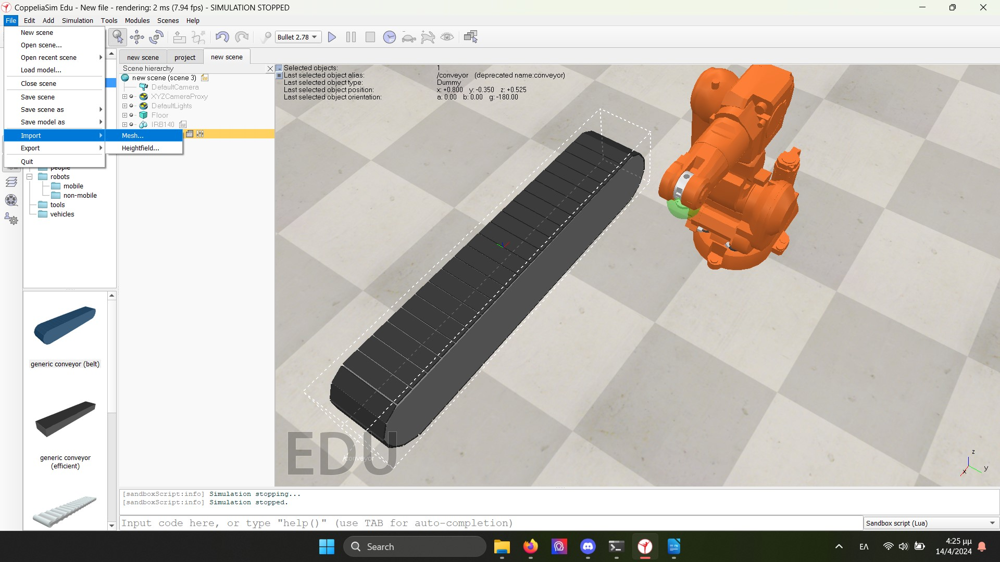 CoppeliaSim Edu - New file - rendering: 2 ms (7.94 fps) - SIMULATION STOPPED
File Edit Add Simulation Tools Modules Scenes Help
New scene
Open scene...
Open recent scene
Load model...
Close scene
Save scene
Save scene as
Save model as
Import
Export
Quit
Mesh...
Heightfield...
Bullet 2.78
RT
new scene project new scene
Scene hierarchy
new scene (scene 3)
DefaultCamera
XYZCameraProxy
DefaultLights
Floor
IRB140
Selected objects: 1
Last selected object alias: /conveyor (deprecated name:conveyor)
Last selected object type: Dummy
Last selected object position: x: +0.800 y: -0.350 z: +0.525
Last selected object orientation: a: 0.00 b: 0.00 g: -180.00
people
robots
mobile
non-mobile
tools
vehicles
generic conveyor (belt)
generic conveyor
(efficient)
EDU
/conveyor
z
x
y
[sandboxScript:info] Simulation stopping...
[sandboxScript:info] Simulation stopped.
Input code here, or type "help()" (use TAB for auto-completion)
Sandbox script (Lua)
Search
ΕΛ
4:25 μμ
14/4/2024